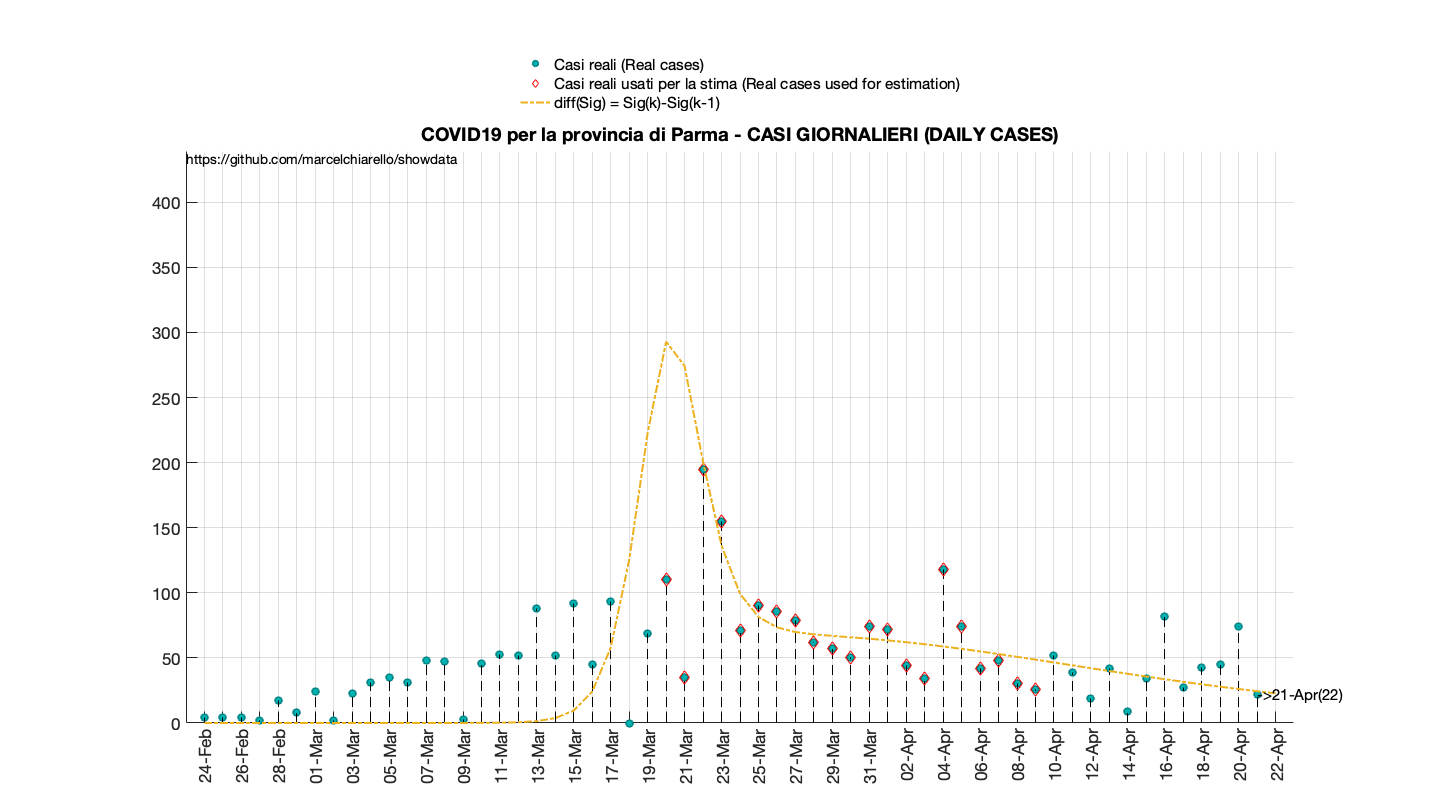 Casi reali (Real cases)
Casi reali usati per la stima (Real cases used for estimation)
diff(Sig) = Sig(k)-Sig(k-1)
COVID19 per la provincia di Parma - CASI GIORNALIERI (DAILY CASES)
https://github.com/marcelchiarello/showdata
400
350
300
250
200
150
100
50
0
>21-Apr(22)
24-Feb
26-Feb
28-Feb
01-Mar
03-Mar
05-Mar
07-Mar
09-Mar
11-Mar
13-Mar
15-Mar
17-Mar
19-Mar
21-Mar
23-Mar
25-Mar
27-Mar
29-Mar
31-Mar
02-Apr
04-Apr
06-Apr
08-Apr
10-Apr
12-Apr
14-Apr
16-Apr
18-Apr
20-Apr
22-Apr